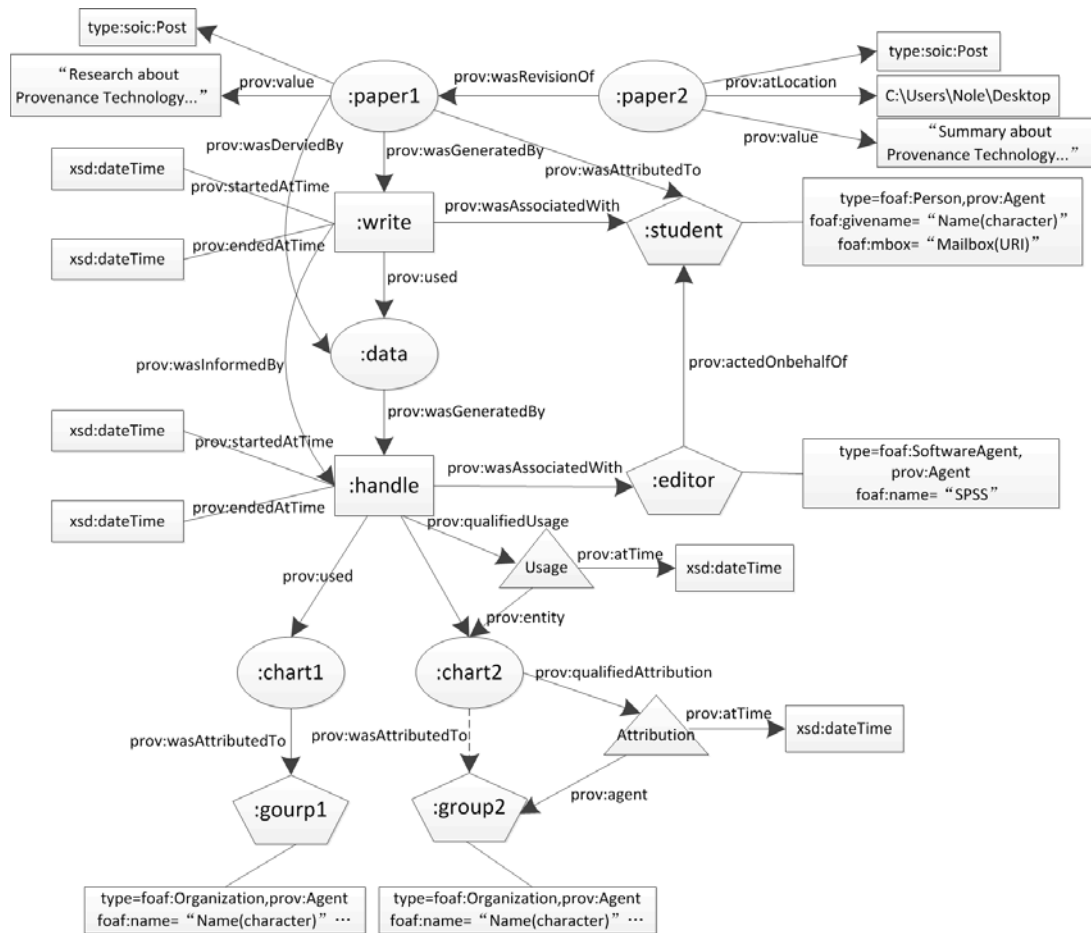 type:soic:Post
“Research about
Provenance Technology...”
prov:value
:paper1
prov:wasRevisionOf
:paper2
prov:atLocation
type:soic:Post
C:\Users\Nole\Desktop
prov:value
“Summary about
Provenance Technology...”
prov:wasDerviedBy
prov:wasGeneratedBy
prov:wasAttributedTo
xsd:dateTime
prov:startedAtTime
xsd:dateTime
prov:endedAtTime
:write
prov:wasAssociatedWith
:student
type=foaf:Person,prov:Agent
foaf:givename= “Name(character)”
foaf:mbox= “Mailbox(URI)”
prov:used
:data
prov:wasInformedBy
prov:actedOnbehalfOf
prov:wasGeneratedBy
xsd:dateTime
prov:startedAtTime
xsd:dateTime
prov:endedAtTime
:handle
prov:wasAssociatedWith
:editor
type=foaf:SoftwareAgent,
prov:Agent
foaf:name= “SPSS”
prov:qualifiedUsage
prov:used
Usage
prov:atTime
xsd:dateTime
prov:entity
:chart1
:chart2
prov:qualifiedAttribution
prov:wasAttributedTo
prov:wasAttributedTo
Attribution
prov:atTime
xsd:dateTime
:gourp1
:group2
prov:agent
type=foaf:Organization,prov:Agent
foaf:name= “Name(character)” ···
type=foaf:Organization,prov:Agent
foaf:name= “Name(character)” ···